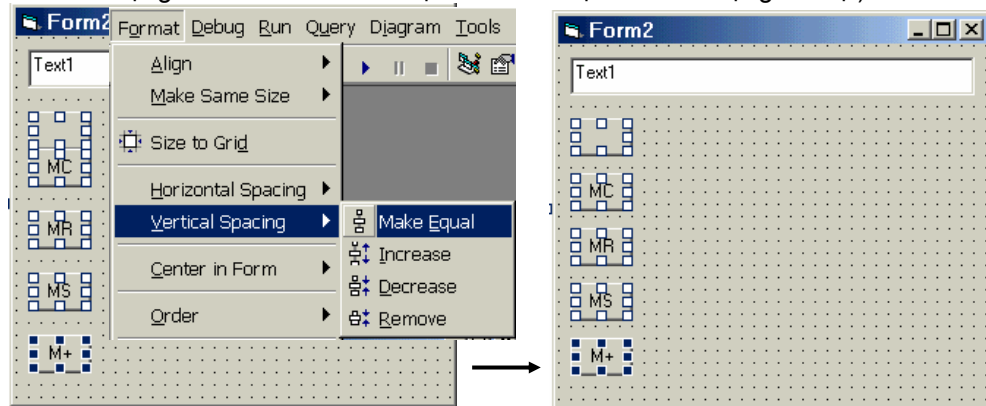 Form2
Format Debug Run Query Diagram Tools
Text1
Align
Make Same Size
Size to Grid
Horizontal Spacing
Vertical Spacing
Center in Form
Order
Make Equal
Increase
Decrease
Remove
MC
MR
MS
M+
Form2
Text1
MC
MR
MS
M+